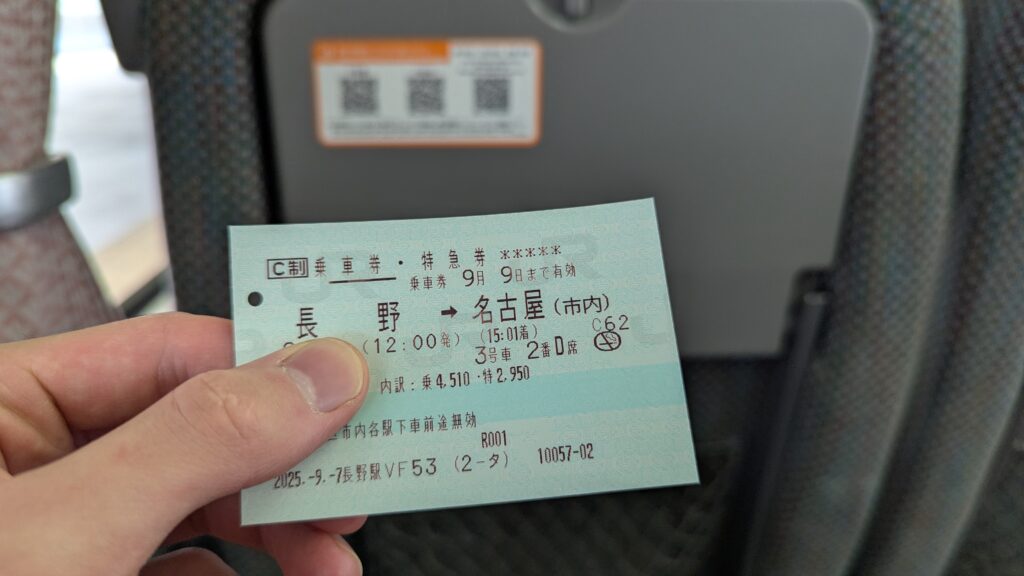 C制 乗車券・特急券 *****
乗車券 9月 9日まで有効
長 野 → 名古屋 (市内)
(12:00発) (15:01着) C62
3号車 2番D席
内訳:乗4,510・特2,950
市内各駅下車前途無効
R001
2025.-9.-7長野駅VF53 (2-タ) 10057-02